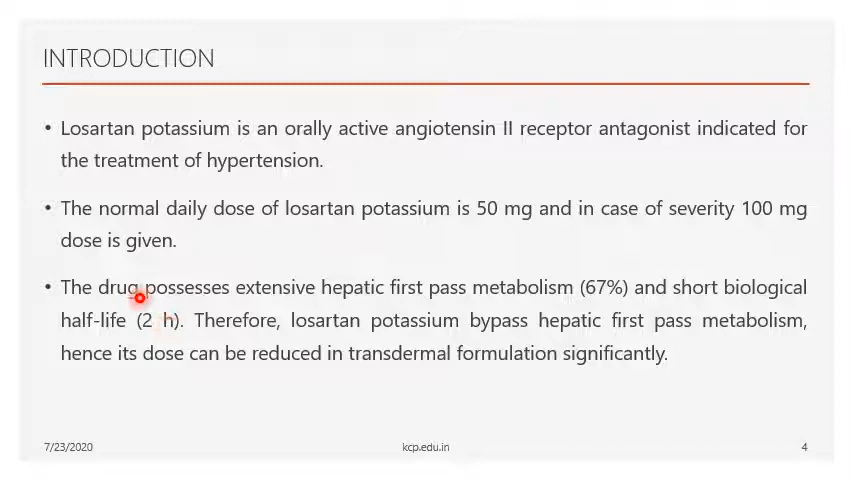 INTRODUCTION
• Losartan potassium is an orally active angiotensin II receptor antagonist indicated for
the treatment of hypertension.
• The normal daily dose of losartan potassium is 50 mg and in case of severity 100 mg
dose is given.
• The drug possesses extensive hepatic first pass metabolism (67%) and short biological
half-life (2 h). Therefore, losartan potassium bypass hepatic first pass metabolism,
hence its dose can be reduced in transdermal formulation significantly.
7/23/2020 kcp.edu.in 4